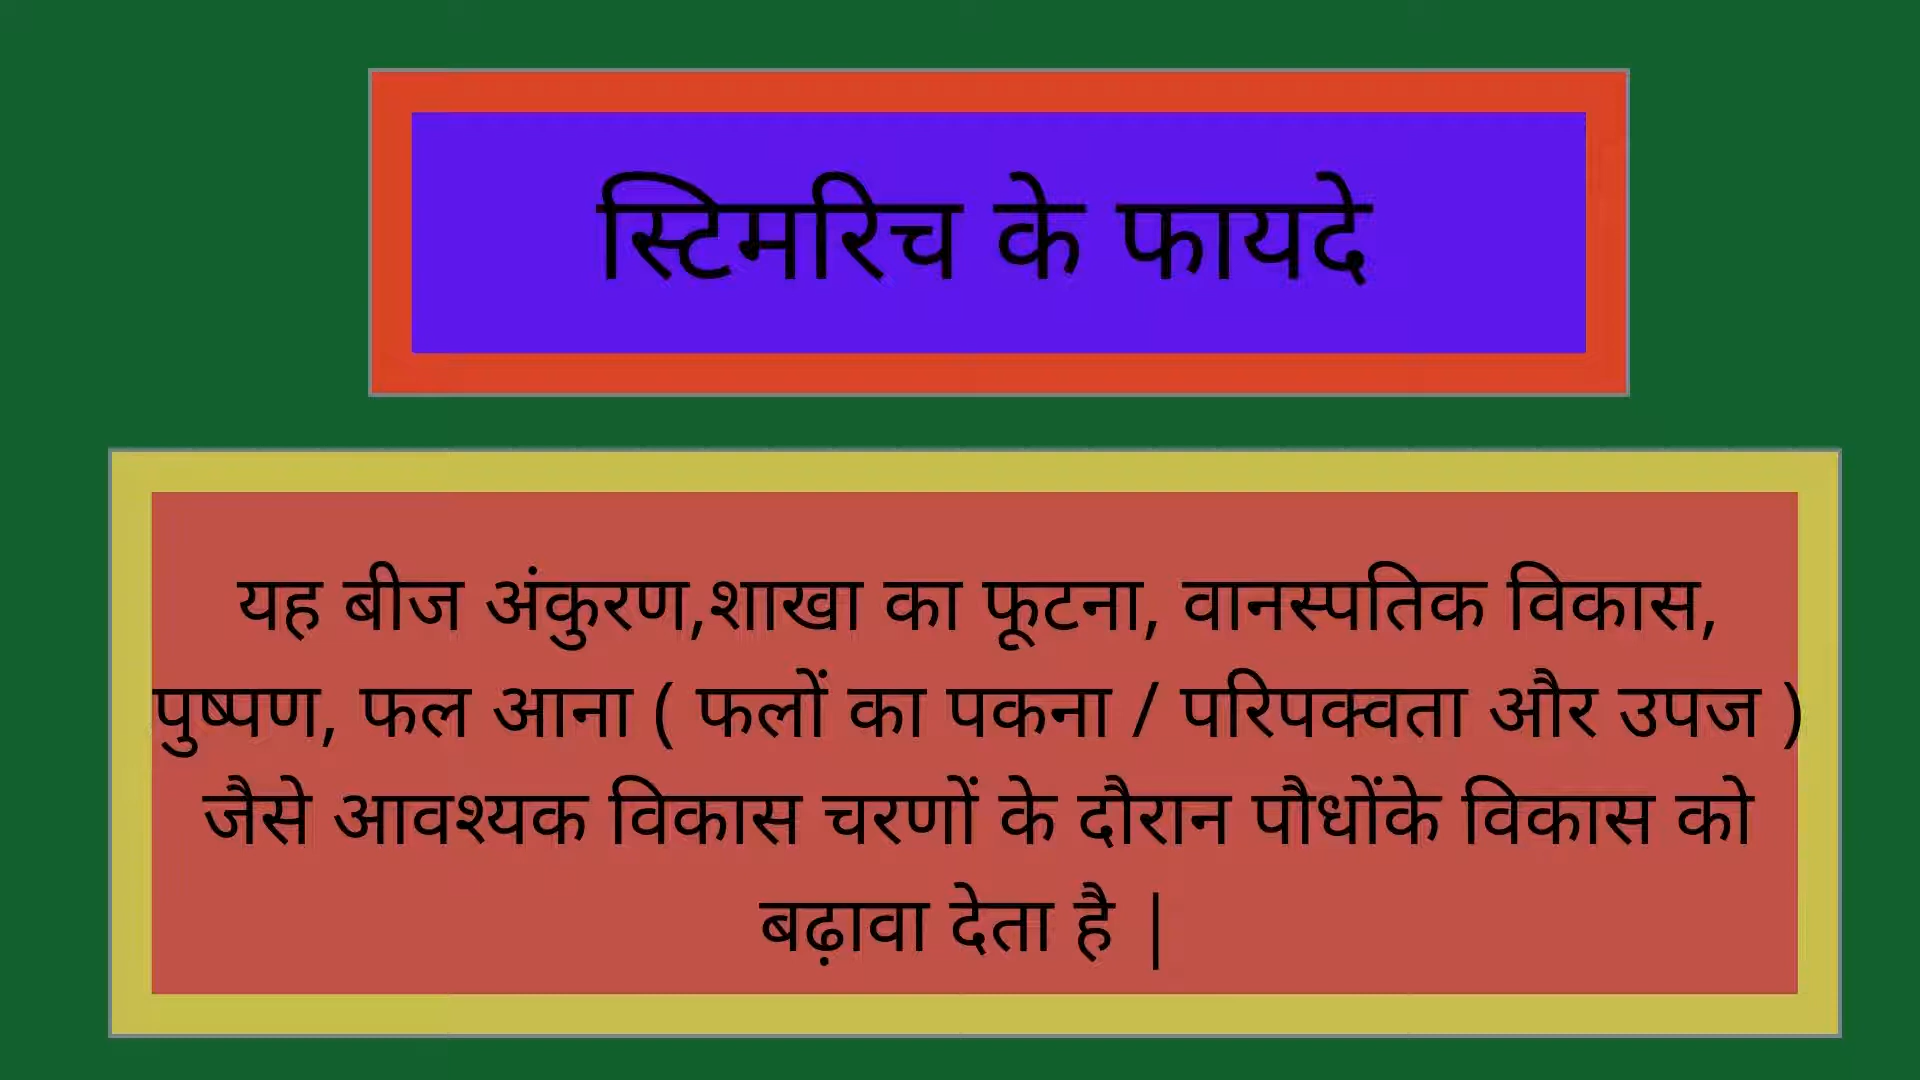 स्टिमरिच के फायदे
यह बीज अंकुरण,शाखा का फूटना, वानस्पतिक विकास,
पुष्पण, फल आना ( फलों का पकना / परिपक्वता और उपज )
जैसे आवश्यक विकास चरणों के दौरान पौधोंके विकास को
बढ़ावा देता है |